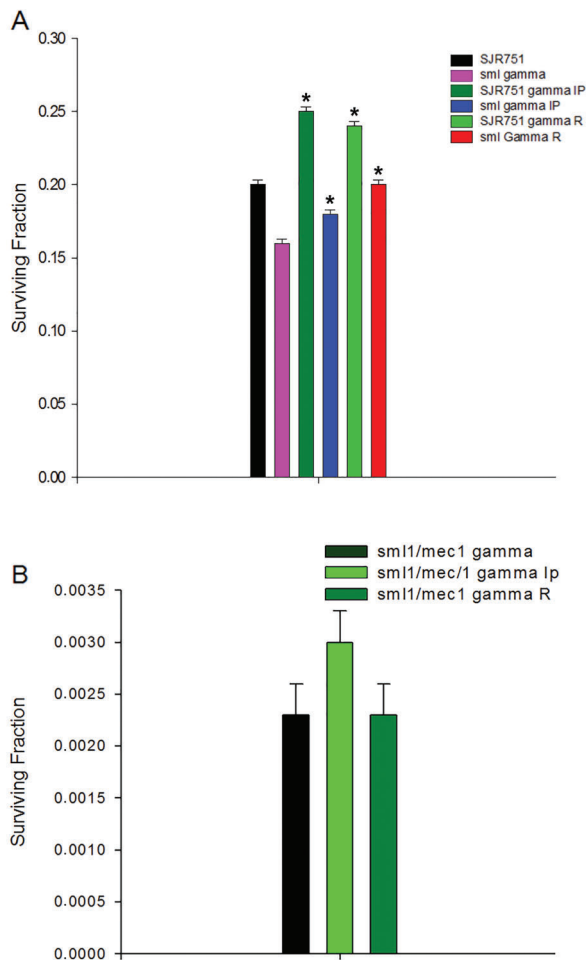 A
0.30
0.25
0.20
0.15
0.10
0.05
0.00
Surviving Fraction
SJR751
sml gamma
SJR751 gamma IP
sml gamma IP
SJR751 gamma R
sml Gamma R
*
*
*
*
B
sml1/mec1 gamma
sml1/mec/1 gamma Ip
sml1/mec1 gamma R
0.0035
0.0030
0.0025
0.0020
0.0015
0.0010
0.0005
0.0000
Surviving Fraction